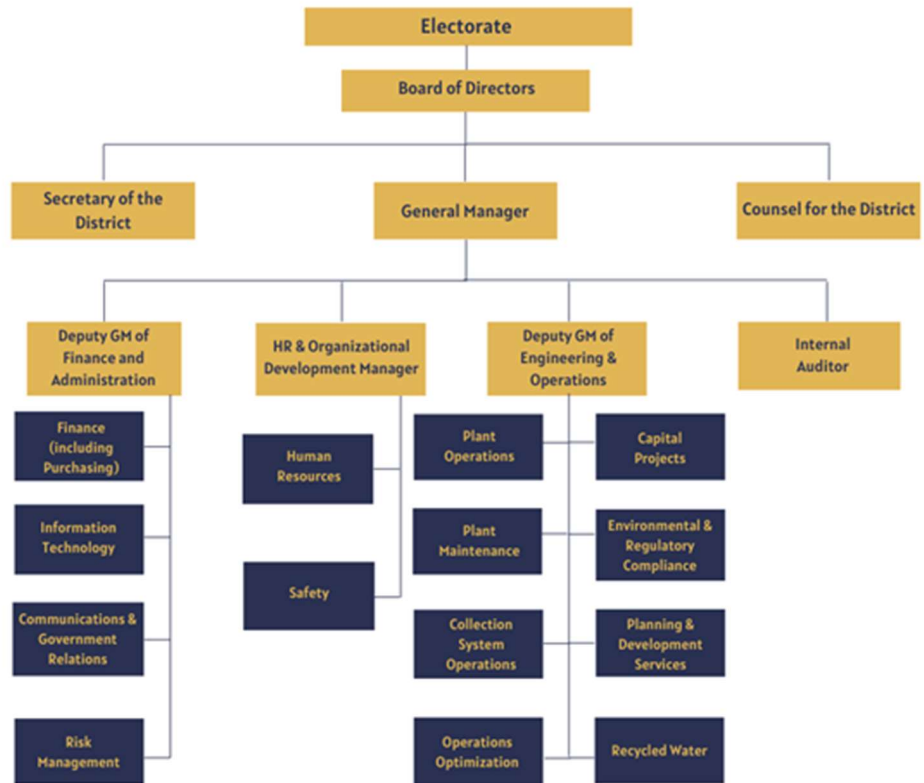 Electorate
Board of Directors
Secretary of the
District
General Manager
Counsel for the District
Deputy GM of
Finance and
Administration
HR & Organizational
Development Manager
Deputy GM of
Engineering &
Operations
Internal
Auditor
Finance
(including
Purchasing)
Information
Technology
Communications &
Government
Relations
Risk
Management
Human
Resources
Safety
Plant
Operations
Capital
Projects
Plant
Maintenance
Environmental &
Regulatory
Compliance
Collection
System
Operations
Planning &
Development
Services
Operations
Optimization
Recycled Water